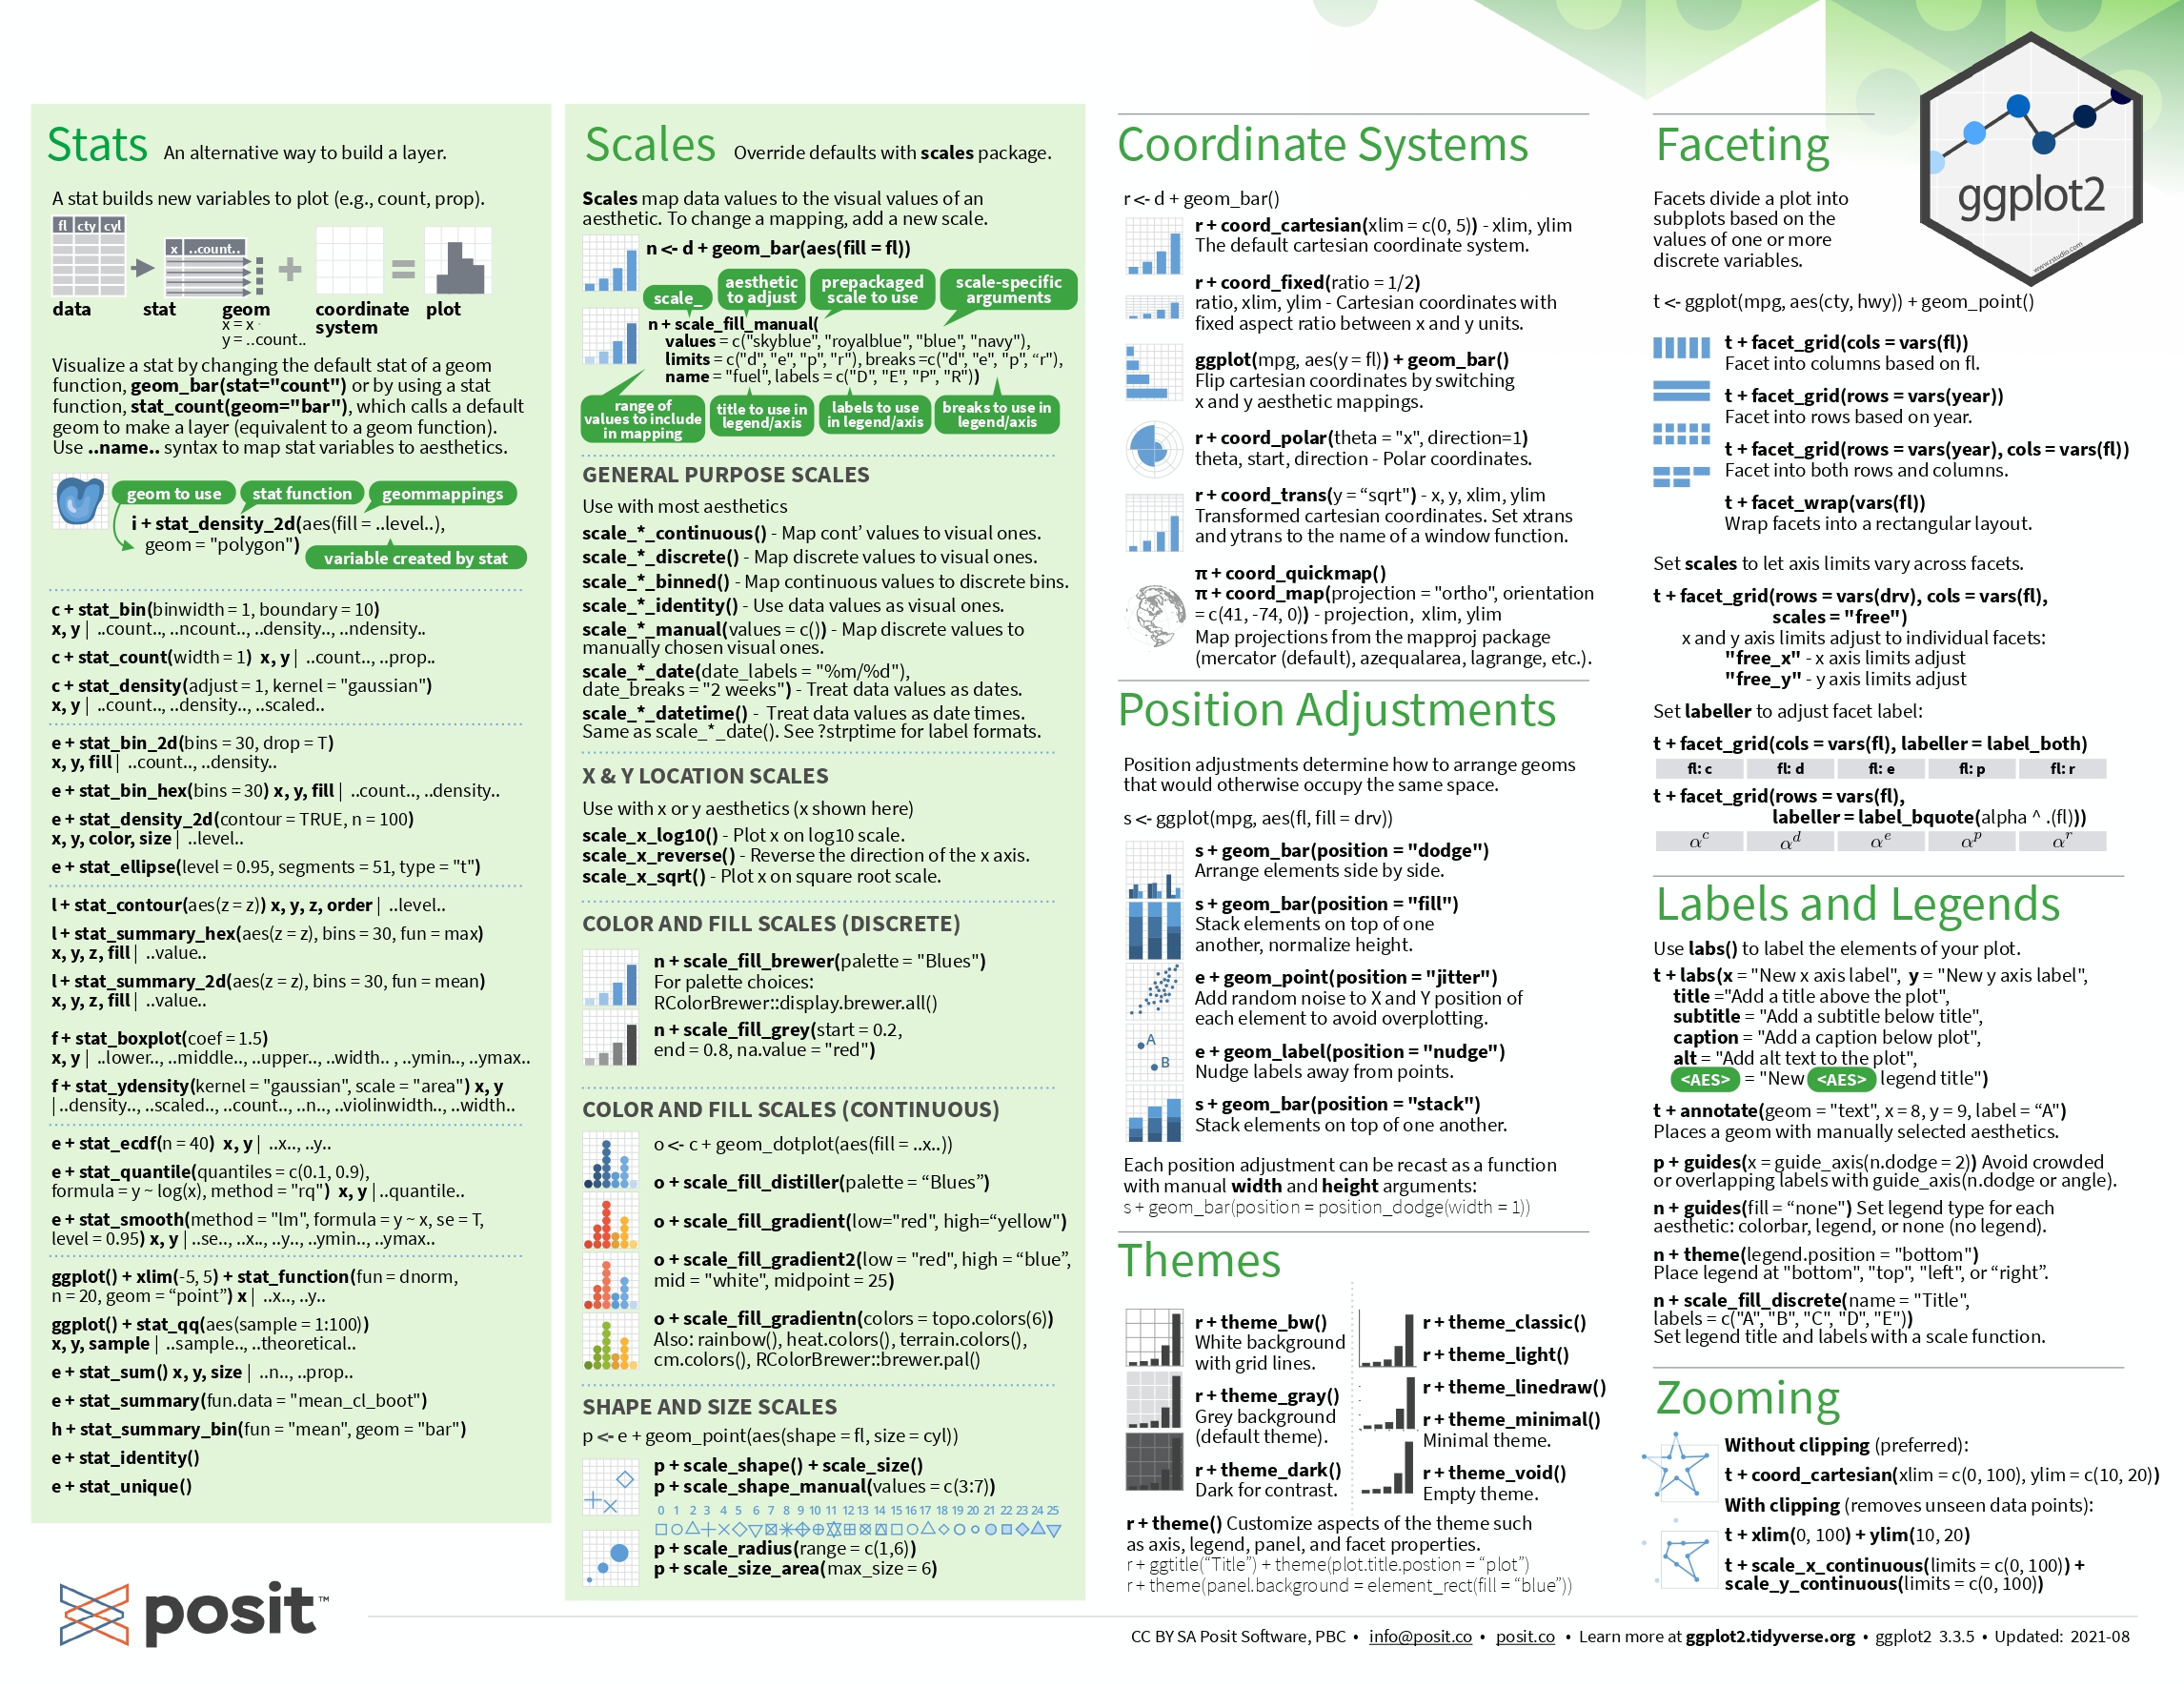 Stats An alternative way to build a layer.
A stat builds new variables to plot (e.g., count, prop).
fl cty cyl
x ..count..
data stat geom coordinate plot
x = x · system
y = ..count..
Visualize a stat by changing the default stat of a geom
function, geom_bar(stat="count") or by using a stat
function, stat_count(geom="bar"), which calls a default
geom to make a layer (equivalent to a geom function).
Use ..name.. syntax to map stat variables to aesthetics.
geom to use stat function geommappings
i + stat_density_2d(aes(fill = ..level..),
geom = "polygon")
variable created by stat
c + stat_bin(binwidth = 1, boundary = 10)
x, y | ..count.., ..ncount.., ..density.., ..ndensity..
c + stat_count(width = 1) x, y | ..count.., ..prop..
c + stat_density(adjust = 1, kernel = "gaussian")
x, y | ..count.., ..density.., ..scaled..
e + stat_bin_2d(bins = 30, drop = T)
x, y, fill | ..count.., ..density..
e + stat_bin_hex(bins = 30) x, y, fill | ..count.., ..density..
e + stat_density_2d(contour = TRUE, n = 100)
x, y, color, size | ..level..
e + stat_ellipse(level = 0.95, segments = 51, type = "t")
l + stat_contour(aes(z = z)) x, y, z, order | ..level..
l + stat_summary_hex(aes(z = z), bins = 30, fun = max)
x, y, z, fill | ..value..
l + stat_summary_2d(aes(z = z), bins = 30, fun = mean)
x, y, z, fill | ..value..
f + stat_boxplot(coef = 1.5)
x, y | ..lower.., ..middle.., ..upper.., ..width.. , ..ymin.., ..ymax..
f + stat_ydensity(kernel = "gaussian", scale = "area") x, y
| ..density.., ..scaled.., ..count.., ..n.., ..violinwidth.., ..width..
e + stat_ecdf(n = 40) x, y | ..x.., ..y..
e + stat_quantile(quantiles = c(0.1, 0.9),
formula = y ~ log(x), method = "rq") x, y | ..quantile..
e + stat_smooth(method = "lm", formula = y ~ x, se = T,
level = 0.95) x, y | ..se.., ..x.., ..y.., ..ymin.., ..ymax..
ggplot() + xlim(-5, 5) + stat_function(fun = dnorm,
n = 20, geom = “point”) x | ..x.., ..y..
ggplot() + stat_qq(aes(sample = 1:100))
x, y, sample | ..sample.., ..theoretical..
e + stat_sum() x, y, size | ..n.., ..prop..
e + stat_summary(fun.data = "mean_cl_boot")
h + stat_summary_bin(fun = "mean", geom = "bar")
e + stat_identity()
e + stat_unique()
Scales Override defaults with scales package.
Scales map data values to the visual values of an
aesthetic. To change a mapping, add a new scale.
n <- d + geom_bar(aes(fill = fl))
scale_ aesthetic to adjust prepackaged scale to use scale-specific arguments
n + scale_fill_manual(
values = c("skyblue", "royalblue", "blue", "navy"),
limits = c("d", "e", "p", "r"), breaks =c("d", "e", "p", “r"),
name = "fuel", labels = c("D", "E", "P", "R"))
range of values to include in mapping title to use in legend/axis labels to use in legend/axis breaks to use in legend/axis
GENERAL PURPOSE SCALES
Use with most aesthetics
scale_*_continuous() - Map cont’ values to visual ones.
scale_*_discrete() - Map discrete values to visual ones.
scale_*_binned() - Map continuous values to discrete bins.
scale_*_identity() - Use data values as visual ones.
scale_*_manual(values = c()) - Map discrete values to
manually chosen visual ones.
scale_*_date(date_labels = "%m/%d"),
date_breaks = "2 weeks") - Treat data values as dates.
scale_*_datetime() - Treat data values as date times.
Same as scale_*_date(). See ?strptime for label formats.
X & Y LOCATION SCALES
Use with x or y aesthetics (x shown here)
scale_x_log10() - Plot x on log10 scale.
scale_x_reverse() - Reverse the direction of the x axis.
scale_x_sqrt() - Plot x on square root scale.
COLOR AND FILL SCALES (DISCRETE)
n + scale_fill_brewer(palette = "Blues")
For palette choices:
RColorBrewer::display.brewer.all()
n + scale_fill_grey(start = 0.2,
end = 0.8, na.value = "red")
COLOR AND FILL SCALES (CONTINUOUS)
o <- c + geom_dotplot(aes(fill = ..x..))
o + scale_fill_distiller(palette = “Blues”)
o + scale_fill_gradient(low="red", high=“yellow")
o + scale_fill_gradient2(low = "red", high = “blue”,
mid = "white", midpoint = 25)
o + scale_fill_gradientn(colors = topo.colors(6))
Also: rainbow(), heat.colors(), terrain.colors(),
cm.colors(), RColorBrewer::brewer.pal()
SHAPE AND SIZE SCALES
p <- e + geom_point(aes(shape = fl, size = cyl))
p + scale_shape() + scale_size()
p + scale_shape_manual(values = c(3:7))
0 1 2 3 4 5 6 7 8 9 10 11 12 13 14 15 16 17 18 19 20 21 22 23 24 25
p + scale_radius(range = c(1,6))
p + scale_size_area(max_size = 6)
Coordinate Systems
r <- d + geom_bar()
r + coord_cartesian(xlim = c(0, 5)) - xlim, ylim
The default cartesian coordinate system.
r + coord_fixed(ratio = 1/2)
ratio, xlim, ylim - Cartesian coordinates with
fixed aspect ratio between x and y units.
ggplot(mpg, aes(y = fl)) + geom_bar()
Flip cartesian coordinates by switching
x and y aesthetic mappings.
r + coord_polar(theta = "x", direction=1)
theta, start, direction - Polar coordinates.
r + coord_trans(y = “sqrt") - x, y, xlim, ylim
Transformed cartesian coordinates. Set xtrans
and ytrans to the name of a window function.
π + coord_quickmap()
π + coord_map(projection = "ortho", orientation
= c(41, -74, 0)) - projection, xlim, ylim
Map projections from the mapproj package
(mercator (default), azequalarea, lagrange, etc.).
Position Adjustments
Position adjustments determine how to arrange geoms
that would otherwise occupy the same space.
s <- ggplot(mpg, aes(fl, fill = drv))
s + geom_bar(position = "dodge")
Arrange elements side by side.
s + geom_bar(position = "fill")
Stack elements on top of one
another, normalize height.
e + geom_point(position = "jitter")
Add random noise to X and Y position of
each element to avoid overplotting.
A
B
e + geom_label(position = "nudge")
Nudge labels away from points.
s + geom_bar(position = "stack")
Stack elements on top of one another.
Each position adjustment can be recast as a function
with manual width and height arguments:
s + geom_bar(position = position_dodge(width = 1))
Themes
r + theme_bw()
White background
with grid lines.
r + theme_gray()
Grey background
(default theme).
r + theme_dark()
Dark for contrast.
r + theme_classic()
r + theme_light()
r + theme_linedraw()
r + theme_minimal()
Minimal theme.
r + theme_void()
Empty theme.
r + theme() Customize aspects of the theme such
as axis, legend, panel, and facet properties.
r + ggtitle(“Title”) + theme(plot.title.postion = “plot”)
r + theme(panel.background = element_rect(fill = “blue”))
Faceting
ggplot2
www.rstudio.com
Facets divide a plot into
subplots based on the
values of one or more
discrete variables.
t <- ggplot(mpg, aes(cty, hwy)) + geom_point()
t + facet_grid(cols = vars(fl))
Facet into columns based on fl.
t + facet_grid(rows = vars(year))
Facet into rows based on year.
t + facet_grid(rows = vars(year), cols = vars(fl))
Facet into both rows and columns.
t + facet_wrap(vars(fl))
Wrap facets into a rectangular layout.
Set scales to let axis limits vary across facets.
t + facet_grid(rows = vars(drv), cols = vars(fl),
scales = "free")
x and y axis limits adjust to individual facets:
"free_x" - x axis limits adjust
"free_y" - y axis limits adjust
Set labeller to adjust facet label:
t + facet_grid(cols = vars(fl), labeller = label_both)
fl: c fl: d fl: e fl: p fl: r
t + facet_grid(rows = vars(fl),
labeller = label_bquote(alpha ^ .(fl)))
α^c α^d α^e α^p α^r
Labels and Legends
Use labs() to label the elements of your plot.
t + labs(x = "New x axis label", y = "New y axis label",
title ="Add a title above the plot",
subtitle = "Add a subtitle below title",
caption = "Add a caption below plot",
alt = "Add alt text to the plot",
<AES> = "New <AES> legend title")
t + annotate(geom = "text", x = 8, y = 9, label = “A")
Places a geom with manually selected aesthetics.
p + guides(x = guide_axis(n.dodge = 2)) Avoid crowded
or overlapping labels with guide_axis(n.dodge or angle).
n + guides(fill = “none”) Set legend type for each
aesthetic: colorbar, legend, or none (no legend).
n + theme(legend.position = "bottom")
Place legend at "bottom", "top", "left", or “right”.
n + scale_fill_discrete(name = "Title",
labels = c("A", "B", "C", "D", "E"))
Set legend title and labels with a scale function.
Zooming
Without clipping (preferred):
t + coord_cartesian(xlim = c(0, 100), ylim = c(10, 20))
With clipping (removes unseen data points):
t + xlim(0, 100) + ylim(10, 20)
t + scale_x_continuous(limits = c(0, 100)) +
scale_y_continuous(limits = c(0, 100))
posit™
CC BY SA Posit Software, PBC • info@posit.co • posit.co • Learn more at ggplot2.tidyverse.org • ggplot2 3.3.5 • Updated: 2021-08